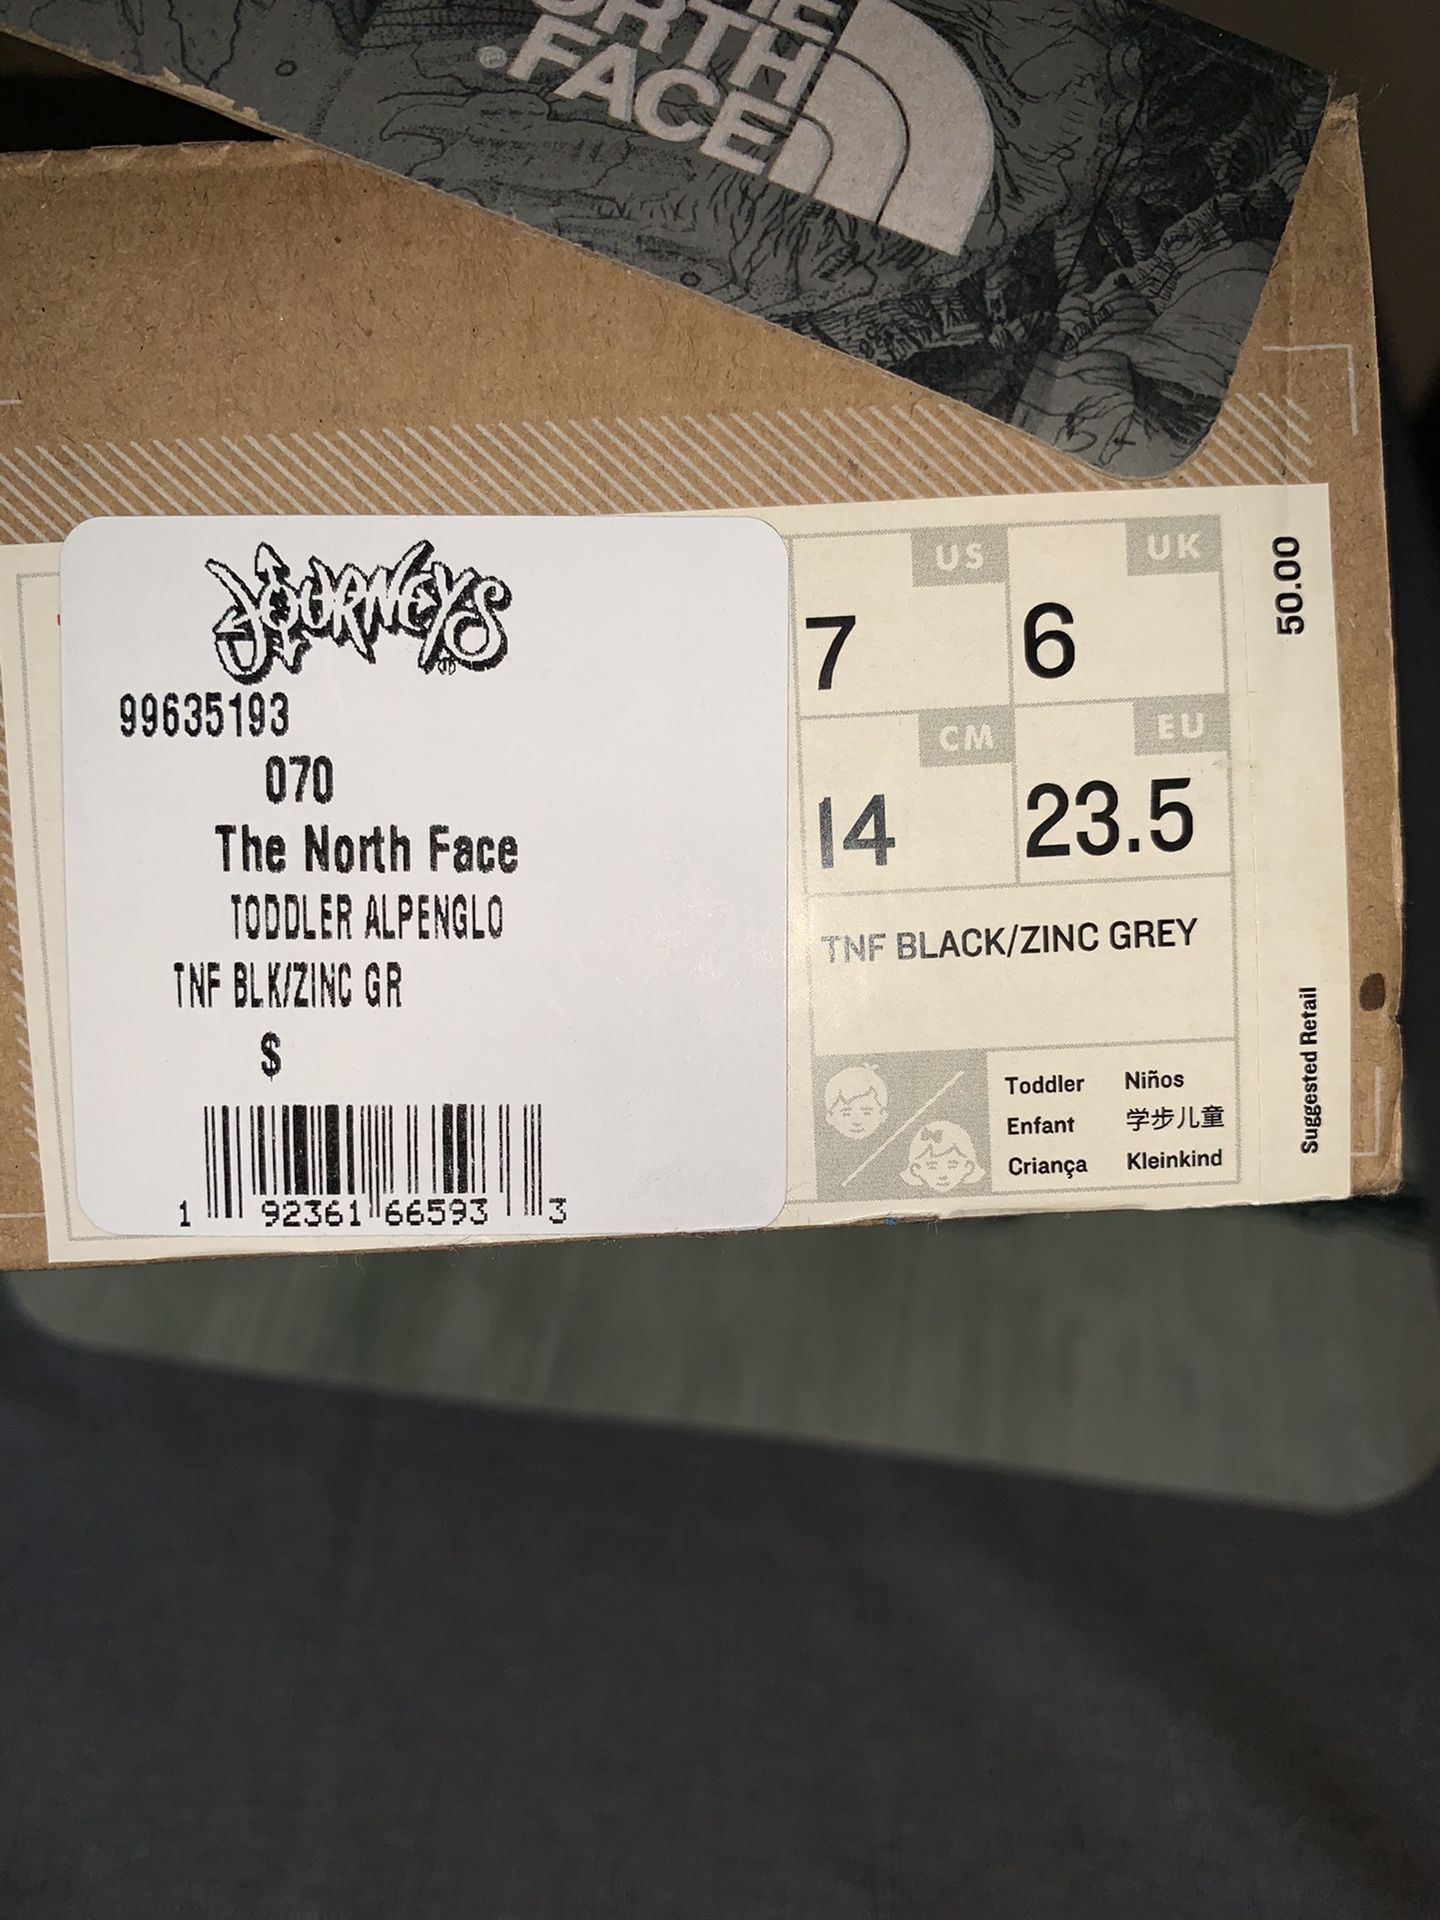 THE
NORTH
FACE
JOURNEYS
99635193
070
The North Face
TODDLER ALPENGLO
TNF BLK/ZINC GR
$
1 92361 66593 3
US
7
UK
6
CM
14
EU
23.5
TNF BLACK/ZINC GREY
Toddler Niños
Enfant 学步儿童
Criança Kleinkind
50.00
Suggested Retail